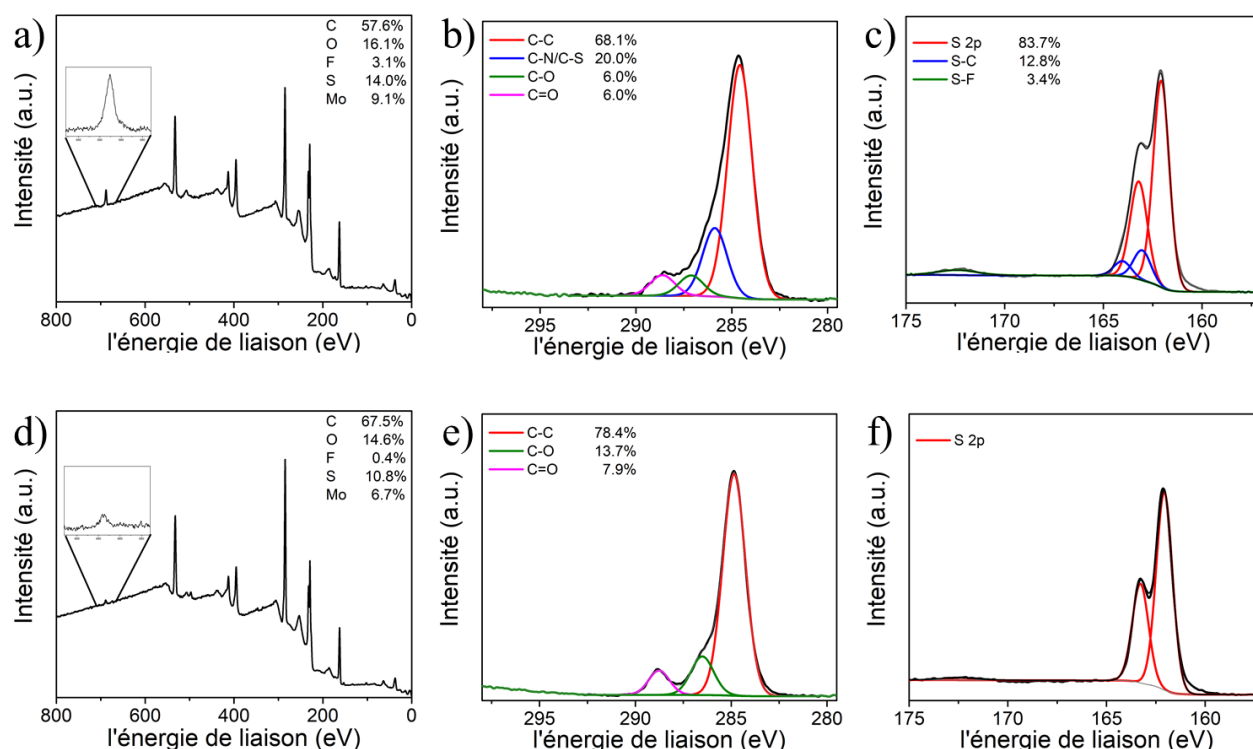 a)
C 57.6%
O 16.1%
F 3.1%
S 14.0%
Mo 9.1%
Intensité (a.u.)
800 600 400 200 0
l'énergie de liaison (eV)
b)
C-C 68.1%
C-N/C-S 20.0%
C-O 6.0%
C=O 6.0%
Intensité (a.u.)
295 290 285 280
l'énergie de liaison (eV)
c)
S 2p 83.7%
S-C 12.8%
S-F 3.4%
Intensité (a.u.)
175 170 165 160
l'énergie de liaison (eV)
d)
C 67.5%
O 14.6%
F 0.4%
S 10.8%
Mo 6.7%
Intensité (a.u.)
800 600 400 200 0
l'énergie de liaison (eV)
e)
C-C 78.4%
C-O 13.7%
C=O 7.9%
Intensité (a.u.)
295 290 285 280
l'énergie de liaison (eV)
f)
S 2p
Intensité (a.u.)
175 170 165 160
l'énergie de liaison (eV)